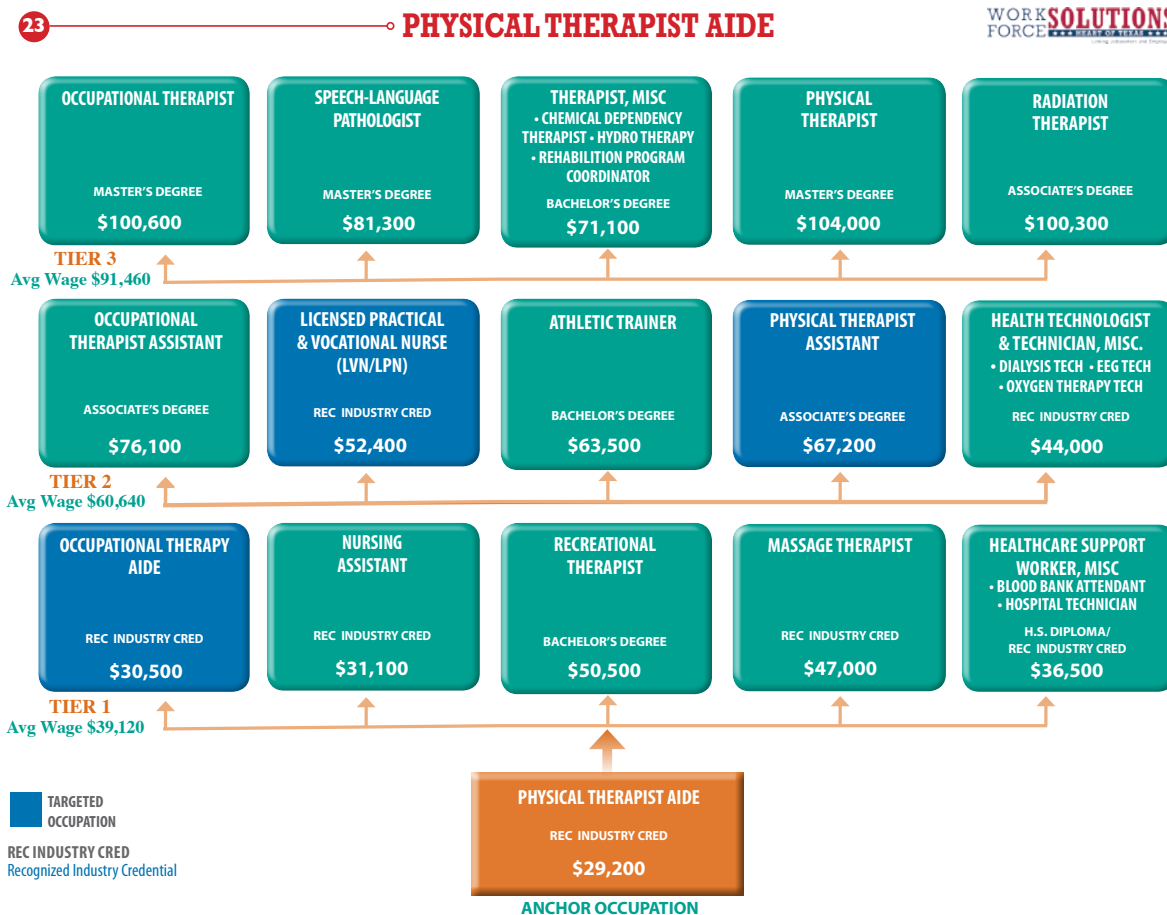 23
PHYSICAL THERAPIST AIDE
WORK
FORCE
SOLUTIONS
HEART OF TEXAS
OCCUPATIONAL THERAPIST
MASTER'S DEGREE
$100,600
SPEECH-LANGUAGE
PATHOLOGIST
MASTER'S DEGREE
$81,300
THERAPIST, MISC
• CHEMICAL DEPENDENCY
THERAPIST • HYDRO THERAPY
• REHABILITION PROGRAM
COORDINATOR
BACHELOR'S DEGREE
$71,100
PHYSICAL
THERAPIST
MASTER'S DEGREE
$104,000
RADIATION
THERAPIST
ASSOCIATE'S DEGREE
$100,300
TIER 3
Avg Wage $91,460
OCCUPATIONAL
THERAPIST ASSISTANT
ASSOCIATE'S DEGREE
$76,100
LICENSED PRACTICAL
& VOCATIONAL NURSE
(LVN/LPN)
REC INDUSTRY CRED
$52,400
ATHLETIC TRAINER
BACHELOR'S DEGREE
$63,500
PHYSICAL THERAPIST
ASSISTANT
ASSOCIATE'S DEGREE
$67,200
HEALTH TECHNOLOGIST
& TECHNICIAN, MISC.
• DIALYSIS TECH • EEG TECH
• OXYGEN THERAPY TECH
REC INDUSTRY CRED
$44,000
TIER 2
Avg Wage $60,640
OCCUPATIONAL THERAPY
AIDE
REC INDUSTRY CRED
$30,500
NURSING
ASSISTANT
REC INDUSTRY CRED
$31,100
RECREATIONAL
THERAPIST
BACHELOR'S DEGREE
$50,500
MASSAGE THERAPIST
REC INDUSTRY CRED
$47,000
HEALTHCARE SUPPORT
WORKER, MISC
• BLOOD BANK ATTENDANT
• HOSPITAL TECHNICIAN
H.S. DIPLOMA/
REC INDUSTRY CRED
$36,500
TIER 1
Avg Wage $39,120
PHYSICAL THERAPIST AIDE
REC INDUSTRY CRED
$29,200
ANCHOR OCCUPATION
TARGETED
OCCUPATION
REC INDUSTRY CRED
Recognized Industry Credential